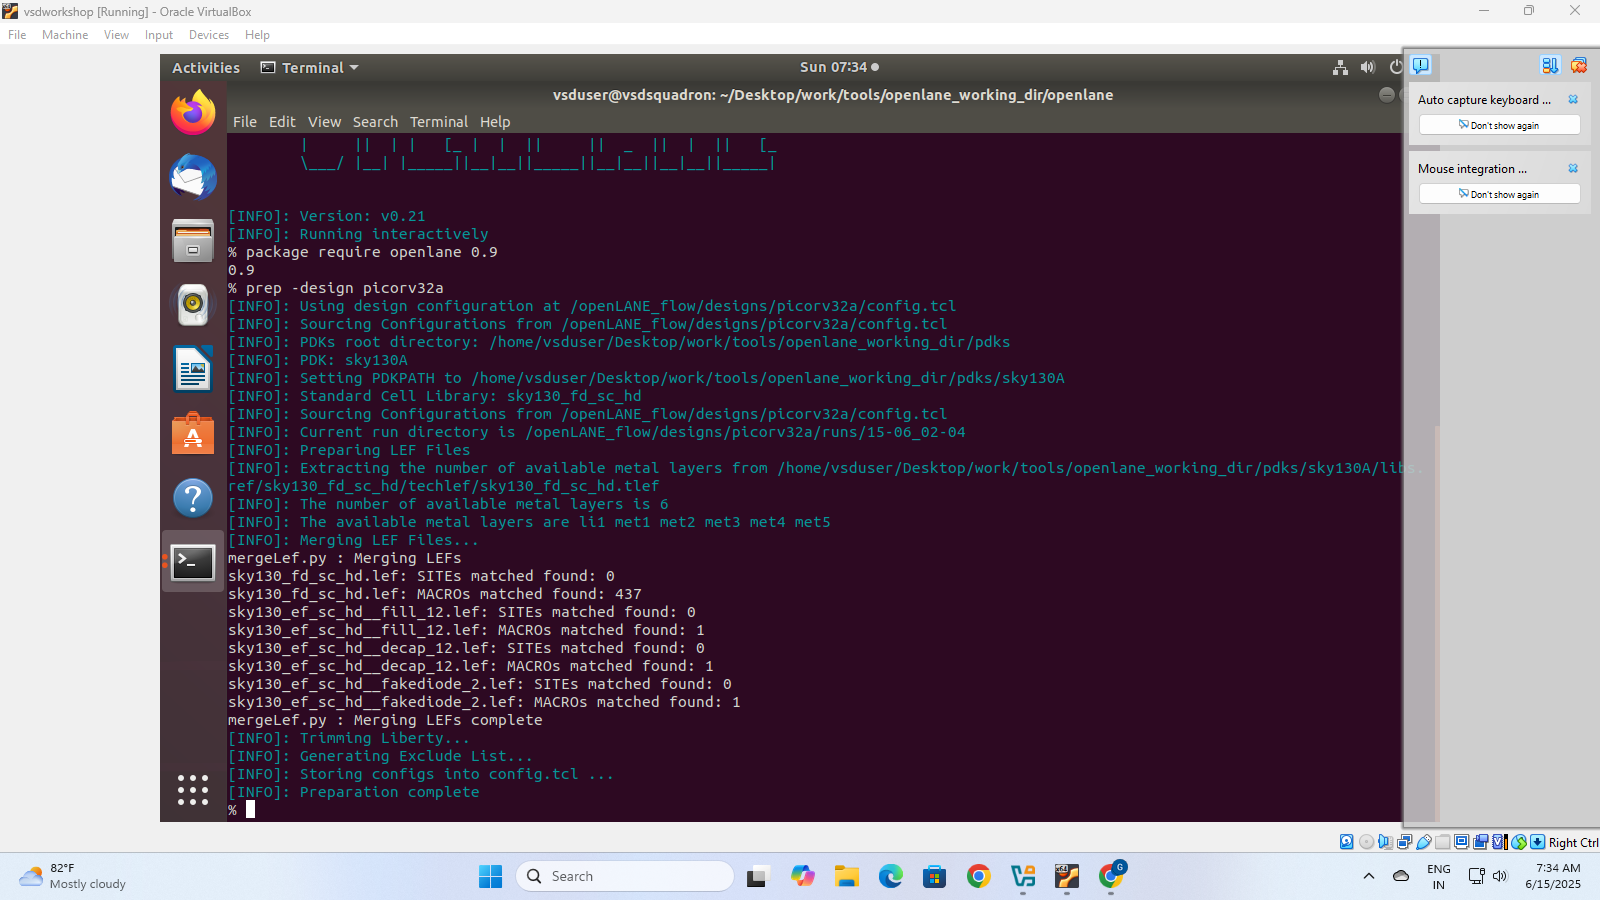 vsdworkshop [Running] - Oracle VirtualBox
File Machine View Input Devices Help
Activities Terminal Sun 07:34
vsduser@vsdsquadron: ~/Desktop/work/tools/openlane_working_dir/openlane
File Edit View Search Terminal Help
[INFO]: Version: v0.21
[INFO]: Running interactively
% package require openlane 0.9
0.9
% prep -design picorv32a
[INFO]: Using design configuration at /openLANE_flow/designs/picorv32a/config.tcl
[INFO]: Sourcing Configurations from /openLANE_flow/designs/picorv32a/config.tcl
[INFO]: PDKs root directory: /home/vsduser/Desktop/work/tools/openlane_working_dir/pdks
[INFO]: PDK: sky130A
[INFO]: Setting PDKPATH to /home/vsduser/Desktop/work/tools/openlane_working_dir/pdks/sky130A
[INFO]: Standard Cell Library: sky130_fd_sc_hd
[INFO]: Sourcing Configurations from /openLANE_flow/designs/picorv32a/config.tcl
[INFO]: Current run directory is /openLANE_flow/designs/picorv32a/runs/15-06_02-04
[INFO]: Preparing LEF Files
[INFO]: Extracting the number of available metal layers from /home/vsduser/Desktop/work/tools/openlane_working_dir/pdks/sky130A/libs.
ref/sky130_fd_sc_hd/techlef/sky130_fd_sc_hd.tlef
[INFO]: The number of available metal layers is 6
[INFO]: The available metal layers are li1 met1 met2 met3 met4 met5
[INFO]: Merging LEF Files...
mergeLef.py : Merging LEFs
sky130_fd_sc_hd.lef: SITEs matched found: 0
sky130_fd_sc_hd.lef: MACROs matched found: 437
sky130_ef_sc_hd__fill_12.lef: SITEs matched found: 0
sky130_ef_sc_hd__fill_12.lef: MACROs matched found: 1
sky130_ef_sc_hd__decap_12.lef: SITEs matched found: 0
sky130_ef_sc_hd__decap_12.lef: MACROs matched found: 1
sky130_ef_sc_hd__fakediode_2.lef: SITEs matched found: 0
sky130_ef_sc_hd__fakediode_2.lef: MACROs matched found: 1
mergeLef.py : Merging LEFs complete
[INFO]: Trimming Liberty...
[INFO]: Generating Exclude List...
[INFO]: Storing configs into config.tcl ...
[INFO]: Preparation complete
%
Auto capture keyboard ...
Don't show again
Mouse integration ...
Don't show again
Right Ctrl
82°F
Mostly cloudy
Search
ENG
IN
7:34 AM
6/15/2025